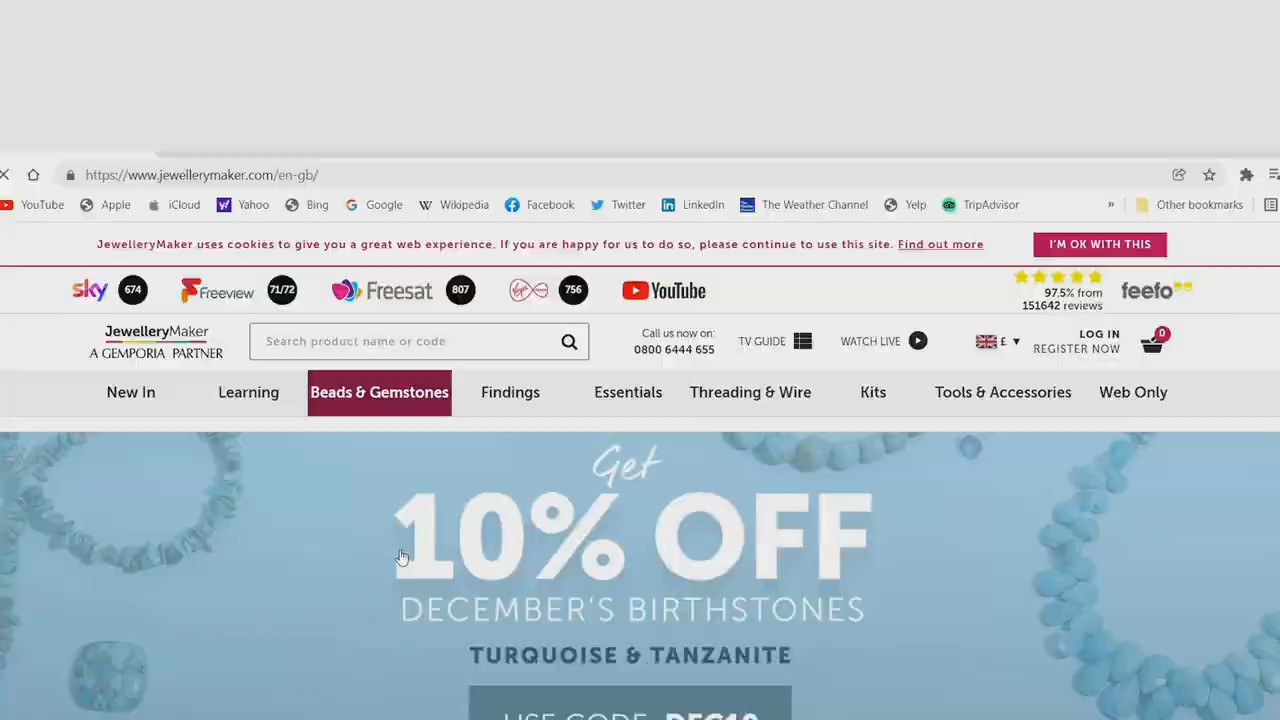 https://www.jewellerymaker.com/en-gb/
YouTube Apple iCloud Yahoo Bing Google Wikipedia Facebook Twitter LinkedIn The Weather Channel Yelp TripAdvisor » Other bookmarks
JewelleryMaker uses cookies to give you a great web experience. If you are happy for us to do so, please continue to use this site. Find out more I'M OK WITH THIS
sky 674 Freeview 71/72 Freesat 807 Virgin 756 YouTube 97.5% from feefo
151642 reviews
JewelleryMaker
A GEMPORIA PARTNER
Search product name or code
Call us now on:
0800 6444 655
TV GUIDE WATCH LIVE £ ▼
LOG IN
REGISTER NOW
0
New In Learning Beads & Gemstones Findings Essentials Threading & Wire Kits Tools & Accessories Web Only
Get
10% OFF
DECEMBER'S BIRTHSTONES
TURQUOISE & TANZANITE
USE CODE DEC10